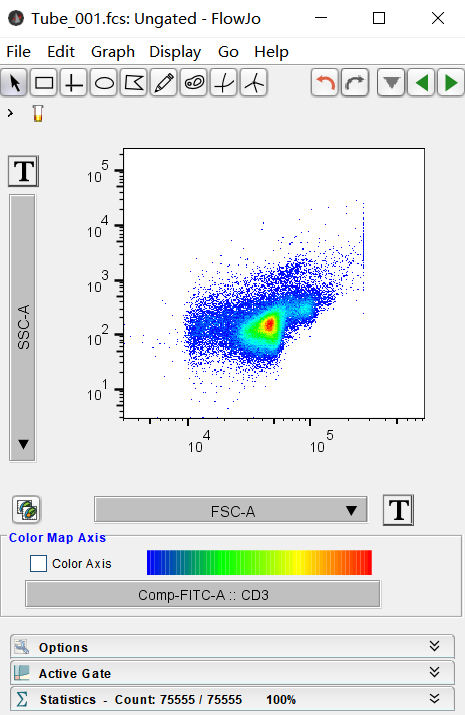 Tube_001.fcs: Ungated - FlowJo
File Edit Graph Display Go Help
T
SSC-A
10^5
10^4
10^3
10^2
10^1
10^4 10^5
FSC-A
T
Color Map Axis
Color Axis
Comp-FITC-A :: CD3
Options
Active Gate
Statistics - Count: 75555 / 75555 100%